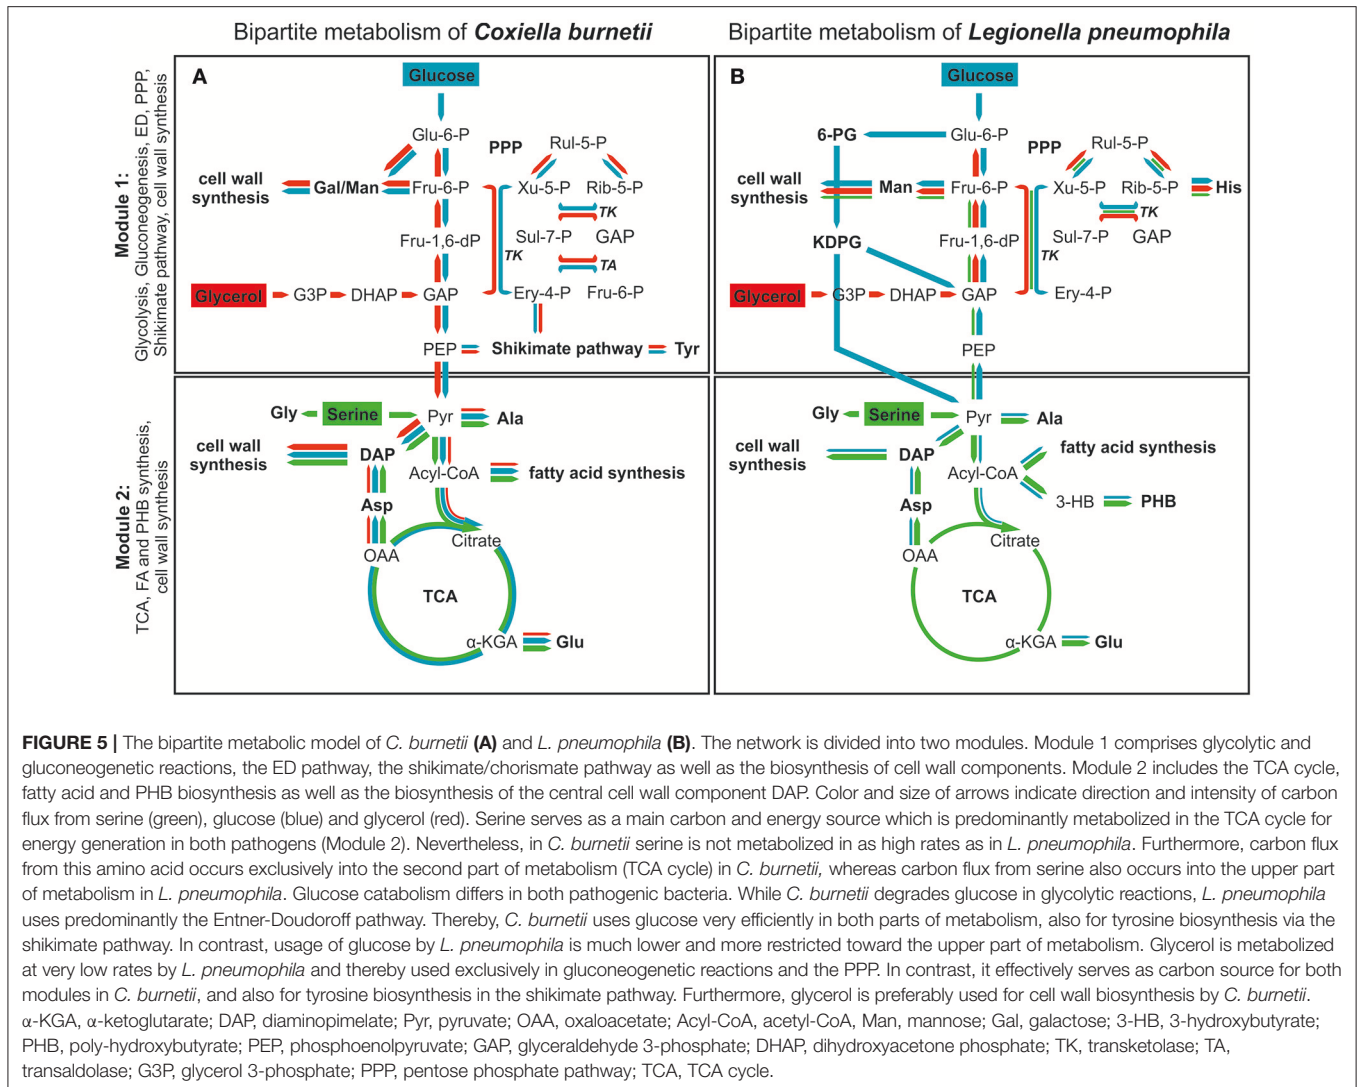 Bipartite metabolism of Coxiella burnetii
Bipartite metabolism of Legionella pneumophila
Module 1:
Glycolysis, Gluconeogenesis, ED, PPP,
Shikimate pathway, cell wall synthesis
Module 2:
TCA, FA and PHB synthesis,
cell wall synthesis
A
Glucose
Glu-6-P
PPP
Rul-5-P
cell wall
synthesis
Gal/Man
Fru-6-P
Xu-5-P
Rib-5-P
TK
Fru-1,6-dP
Sul-7-P
GAP
TK
TA
Glycerol
G3P
DHAP
GAP
Ery-4-P
Fru-6-P
PEP
Shikimate pathway
Tyr
Gly
Serine
Pyr
Ala
cell wall
synthesis
DAP
Acyl-CoA
fatty acid synthesis
Asp
OAA
Citrate
TCA
α-KGA
Glu
B
Glucose
6-PG
Glu-6-P
PPP
Rul-5-P
cell wall
synthesis
Man
Fru-6-P
Xu-5-P
Rib-5-P
His
TK
KDPG
Fru-1,6-dP
Sul-7-P
GAP
TK
Glycerol
G3P
DHAP
GAP
Ery-4-P
PEP
Gly
Serine
Pyr
Ala
cell wall
synthesis
DAP
Acyl-CoA
fatty acid synthesis
3-HB
PHB
Asp
OAA
Citrate
TCA
α-KGA
Glu
FIGURE 5 | The bipartite metabolic model of C. burnetii (A) and L. pneumophila (B). The network is divided into two modules. Module 1 comprises glycolytic and
gluconeogenetic reactions, the ED pathway, the shikimate/chorismate pathway as well as the biosynthesis of cell wall components. Module 2 includes the TCA cycle,
fatty acid and PHB biosynthesis as well as the biosynthesis of the central cell wall component DAP. Color and size of arrows indicate direction and intensity of carbon
flux from serine (green), glucose (blue) and glycerol (red). Serine serves as a main carbon and energy source which is predominantly metabolized in the TCA cycle for
energy generation in both pathogens (Module 2). Nevertheless, in C. burnetii serine is not metabolized in as high rates as in L. pneumophila. Furthermore, carbon flux
from this amino acid occurs exclusively into the second part of metabolism (TCA cycle) in C. burnetii, whereas carbon flux from serine also occurs into the upper part
of metabolism in L. pneumophila. Glucose catabolism differs in both pathogenic bacteria. While C. burnetii degrades glucose in glycolytic reactions, L. pneumophila
uses predominantly the Entner-Doudoroff pathway. Thereby, C. burnetii uses glucose very efficiently in both parts of metabolism, also for tyrosine biosynthesis via the
shikimate pathway. In contrast, usage of glucose by L. pneumophila is much lower and more restricted toward the upper part of metabolism. Glycerol is metabolized
at very low rates by L. pneumophila and thereby used exclusively in gluconeogenetic reactions and the PPP. In contrast, it effectively serves as carbon source for both
modules in C. burnetii, and also for tyrosine biosynthesis in the shikimate pathway. Furthermore, glycerol is preferably used for cell wall biosynthesis by C. burnetii.
α-KGA, α-ketoglutarate; DAP, diaminopimelate; Pyr, pyruvate; OAA, oxaloacetate; Acyl-CoA, acetyl-CoA, Man, mannose; Gal, galactose; 3-HB, 3-hydroxybutyrate;
PHB, poly-hydroxybutyrate; PEP, phosphoenolpyruvate; GAP, glyceraldehyde 3-phosphate; DHAP, dihydroxyacetone phosphate; TK, transketolase; TA,
transaldolase; G3P, glycerol 3-phosphate; PPP, pentose phosphate pathway; TCA, TCA cycle.